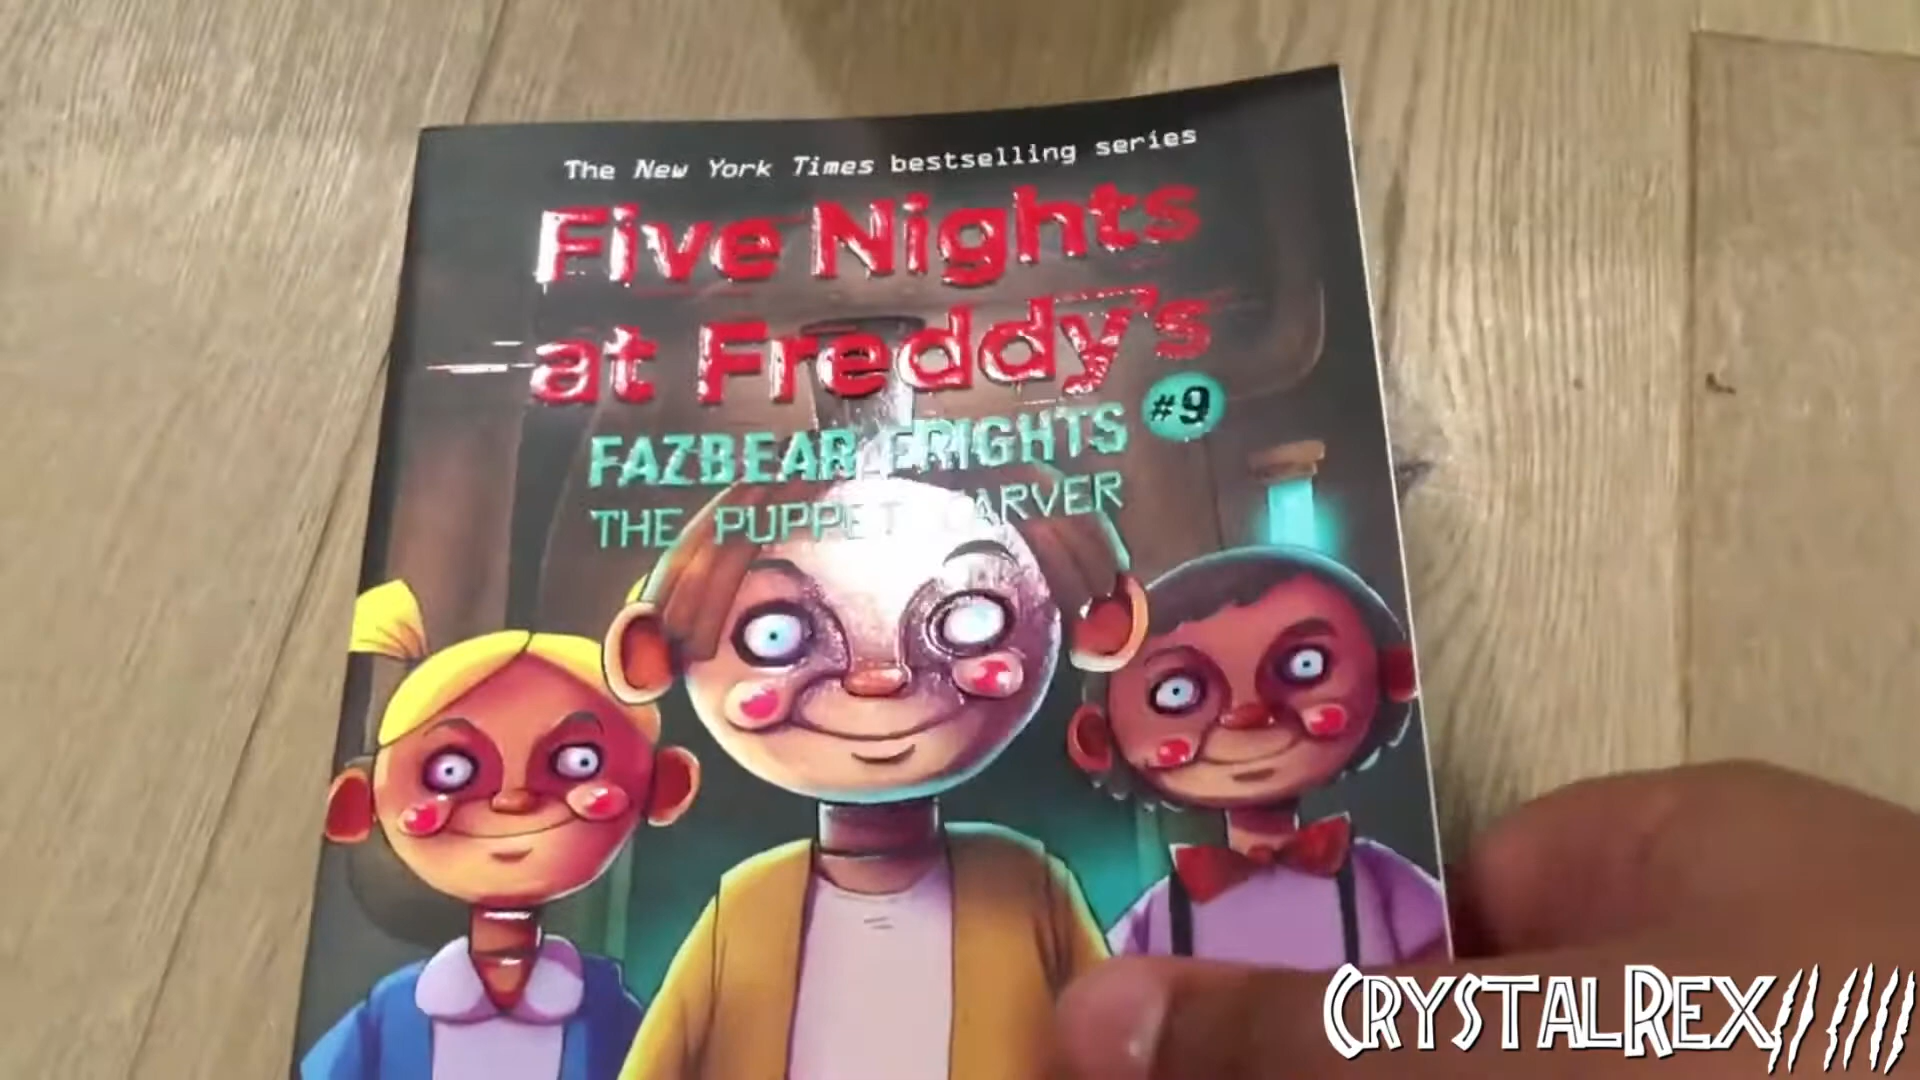 The New York Times bestselling series
Five Nights
at Freddy's
#9
FAZBEAR FRIGHTS
THE PUPPET CARVER
CRYSTALREX